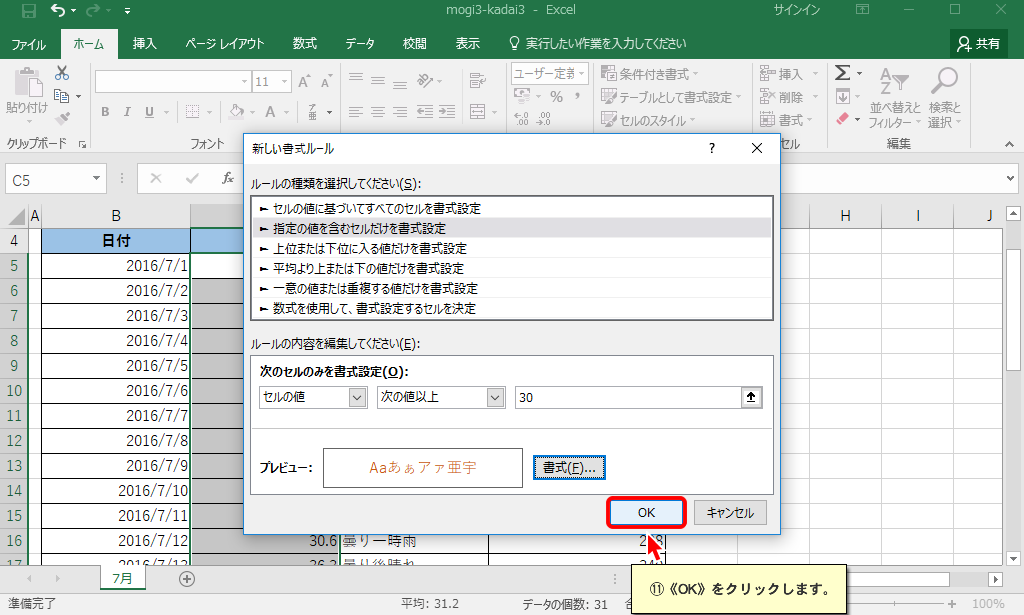 mogi3-kadai3 - Excel
サインイン
ファイル ホーム 挿入 ページ レイアウト 数式 データ 校閲 表示 実行したい作業を入力してください 共有
貼り付け
クリップボード
11
B I U
フォント
ユーザー定義
条件付き書式
テーブルとして書式設定
セルのスタイル
挿入
削除
書式
セル
並べ替えと
フィルター
検索と
選択
編集
C5
fx
A B H I J
4 日付
5 2016/7/1
6 2016/7/2
7 2016/7/3
8 2016/7/4
9 2016/7/5
10 2016/7/6
11 2016/7/7
12 2016/7/8
13 2016/7/9
14 2016/7/10
15 2016/7/11
16 2016/7/12 30.6 曇り一時雨
17 2016/7/13 曇り後晴れ
新しい書式ルール ?
ルールの種類を選択してください(S):
► セルの値に基づいてすべてのセルを書式設定
► 指定の値を含むセルだけを書式設定
► 上位または下位に入る値だけを書式設定
► 平均より上または下の値だけを書式設定
► 一意の値または重複する値だけを書式設定
► 数式を使用して、書式設定するセルを決定
ルールの内容を編集してください(E):
次のセルのみを書式設定(O):
セルの値 次の値以上 30
プレビュー: Aaあぁアァ亜宇 書式(F)...
OK キャンセル
⑪《OK》をクリックします。
7月
準備完了 平均: 31.2 データの個数: 31 100%